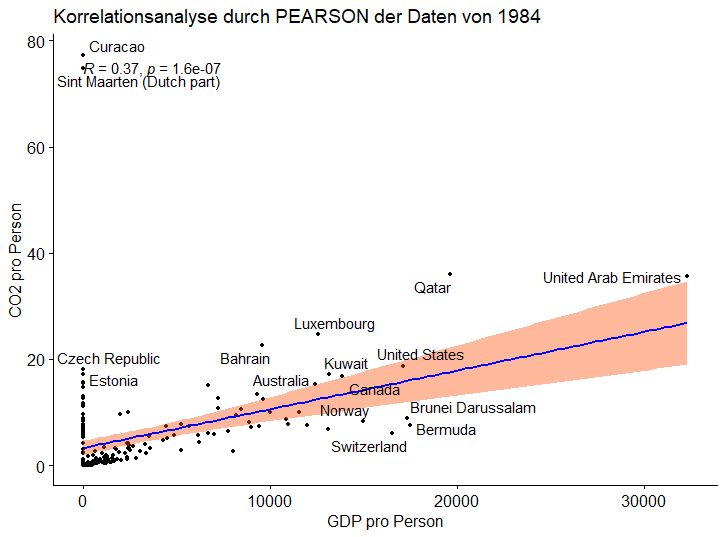 Korrelationsanalyse durch PEARSON der Daten von 1984
80
Curacao
R = 0.37, p = 1.6e-07
Sint Maarten (Dutch part)
60
CO2 pro Person
40
United Arab Emirates
Qatar
Luxembourg
Czech Republic
Bahrain
Kuwait
United States
20
Estonia
Australia
Canada
Norway
Brunei Darussalam
Switzerland
Bermuda
0
0
10000
20000
30000
GDP pro Person